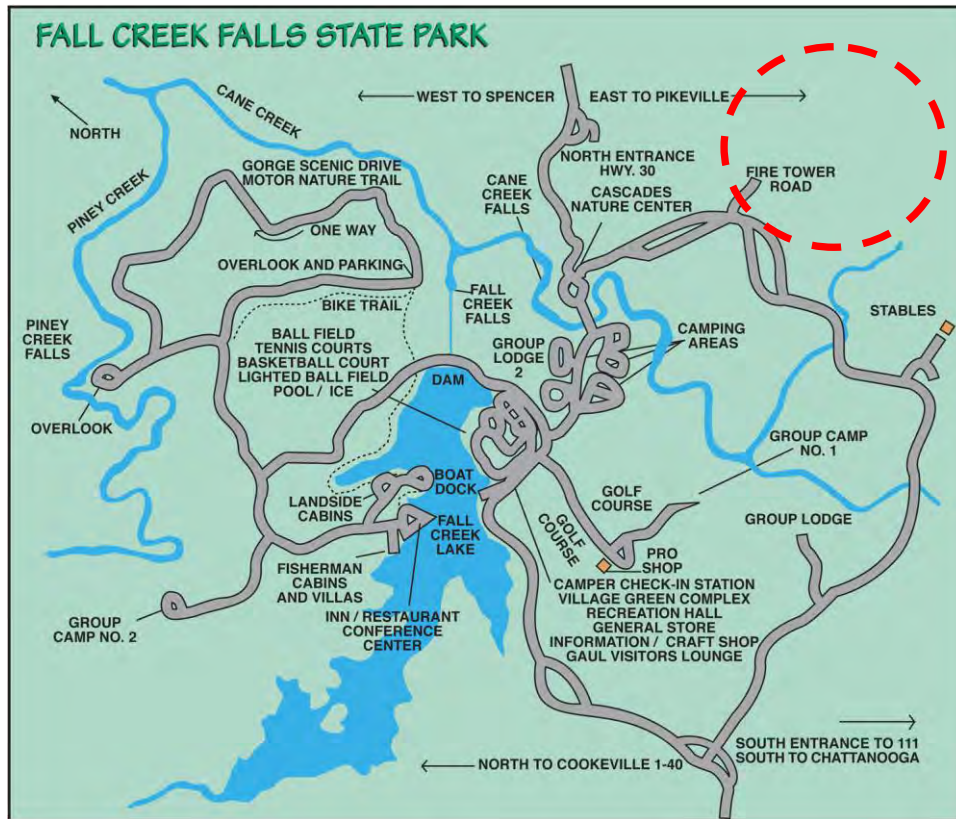 FALL CREEK FALLS STATE PARK
NORTH
CANE CREEK
PINEY CREEK
WEST TO SPENCER
EAST TO PIKEVILLE
NORTH ENTRANCE
HWY. 30
FIRE TOWER
ROAD
GORGE SCENIC DRIVE
MOTOR NATURE TRAIL
CANE
CREEK
FALLS
CASCADES
NATURE CENTER
ONE WAY
OVERLOOK AND PARKING
BIKE TRAIL
FALL
CREEK
FALLS
STABLES
PINEY
CREEK
FALLS
BALL FIELD
TENNIS COURTS
BASKETBALL COURT
LIGHTED BALL FIELD
POOL / ICE
GROUP
LODGE
2
CAMPING
AREAS
DAM
OVERLOOK
GROUP CAMP
NO. 1
BOAT
DOCK
LANDSIDE
CABINS
GOLF
COURSE
GROUP LODGE
FALL
CREEK
LAKE
GOLF
COURSE
PRO
SHOP
FISHERMAN
CABINS
AND VILLAS
CAMPER CHECK-IN STATION
VILLAGE GREEN COMPLEX
RECREATION HALL
GENERAL STORE
INFORMATION / CRAFT SHOP
GAUL VISITORS LOUNGE
GROUP
CAMP NO. 2
INN / RESTAURANT
CONFERENCE
CENTER
SOUTH ENTRANCE TO 111
SOUTH TO CHATTANOOGA
NORTH TO COOKEVILLE 1-40